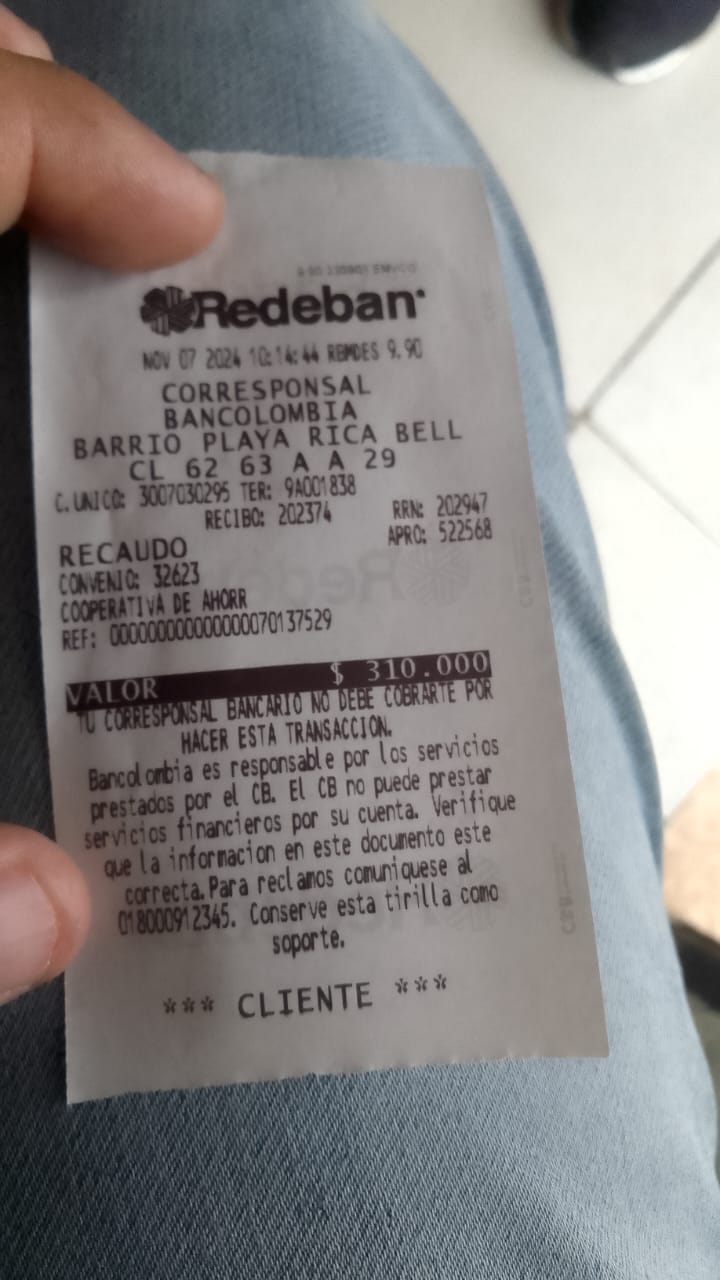 Redeban
NOV 07 2024 10:14:44 RBMDES 9.90
CORRESPONSAL
BANCOLOMBIA
BARRIO PLAYA RICA BELL
CL 62 63 A A 29
C.UNICO: 3007030295 TER: 9A001838
RECIBO: 202374 RRN: 202947
RECAUDO APRO: 522568
CONVENIO: 32623
COOPERATIVA DE AHORR
REF: 000000000000000070137529
VALOR $ 310.000
TU CORRESPONSAL BANCARIO NO DEBE COBRARTE POR
HACER ESTA TRANSACCION.
Bancolombia es responsable por los servicios
prestados por el CB. El CB no puede prestar
servicios financieros por su cuenta. Verifique
que la informacion en este documento este
correcta.Para reclamos comuniquese al
018000912345. Conserve esta tirilla como
soporte.
*** CLIENTE ***